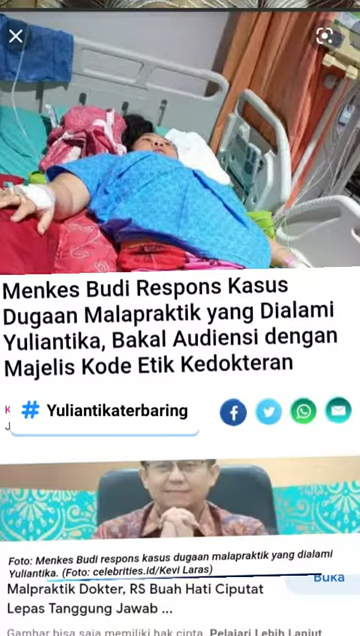 Menkes Budi Respons Kasus
Dugaan Malapraktik yang Dialami
Yuliantika, Bakal Audiensi dengan
Majelis Kode Etik Kedokteran
# Yuliantikaterbaring
Foto: Menkes Budi respons kasus dugaan malapraktik yang dialami
Yuliantika. (Foto: celebrities.id/Kevi Laras)
Buka
Malpraktik Dokter, RS Buah Hati Ciputat
Lepas Tanggung Jawab ...
Gambar bisa saja memiliki hak cipta. Pelajari Lebih Lanjut